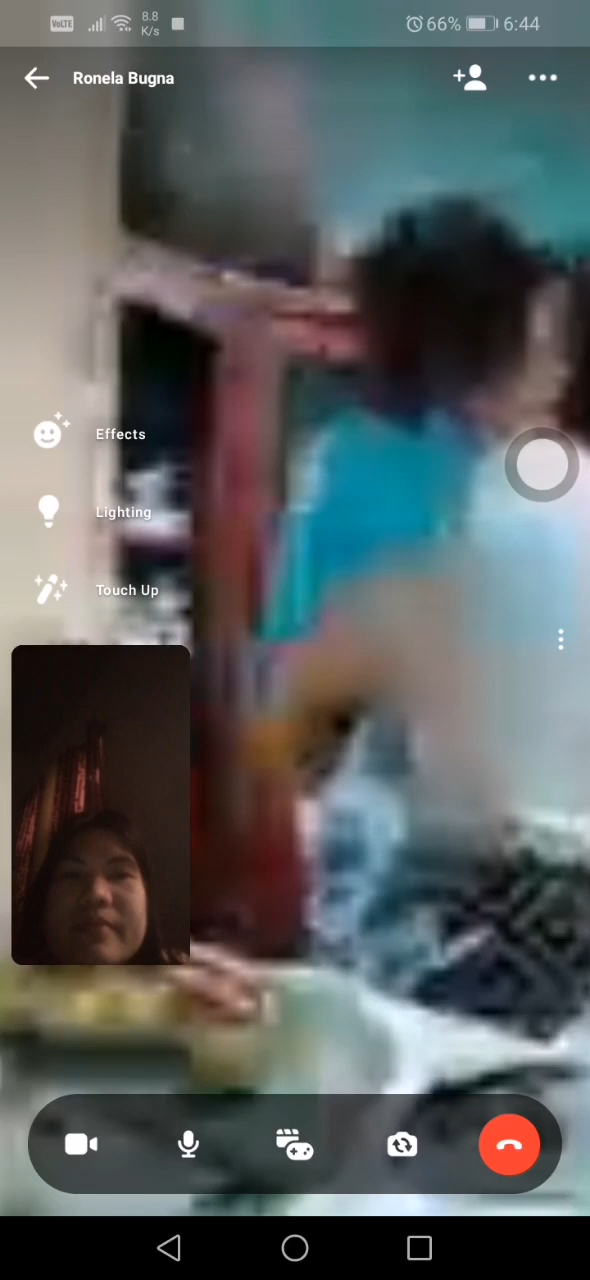 VoLTE 8.8 K/s 66% 6:44
Ronela Bugna
Effects
Lighting
Touch Up